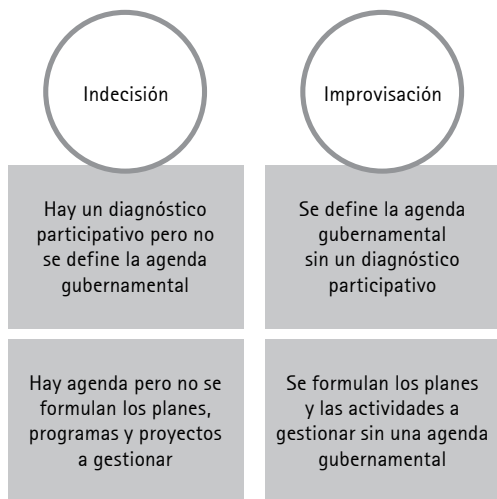 Indecisión
Hay un diagnóstico
participativo pero no
se define la agenda
gubernamental
Hay agenda pero no se
formulan los planes,
programas y proyectos
a gestionar
Improvisación
Se define la agenda
gubernamental
sin un diagnóstico
participativo
Se formulan los planes
y las actividades a
gestionar sin una agenda
gubernamental